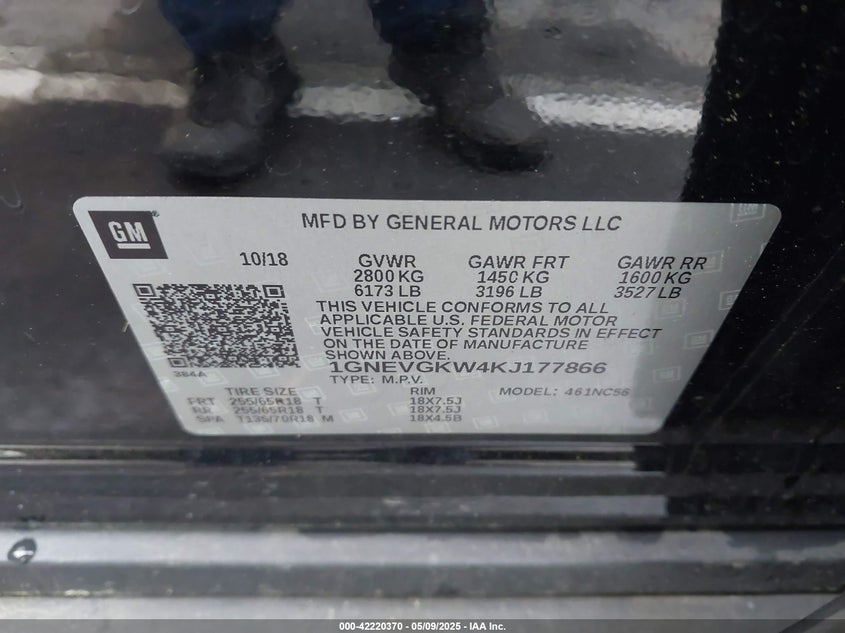 GM
MFD BY GENERAL MOTORS LLC
10/18 GVWR GAWR FRT GAWR RR
2800 KG 1450 KG 1600 KG
6173 LB 3196 LB 3527 LB
THIS VEHICLE CONFORMS TO ALL
APPLICABLE U.S. FEDERAL MOTOR
VEHICLE SAFETY STANDARDS IN EFFECT
ON THE DATE OF MANUFACTURE
SHOWN ABOVE.
384A
1GNEVGKW4KJ177866
TYPE: M.P.V. MODEL: 461NC56
TIRE SIZE RIM
FRT 255/65R18 T 18X7.5J
RR 255/65R18 T 18X7.5J
SPA T135/70R18 M 18X4.5B
000-42220370 - 05/09/2025 - IAA Inc.